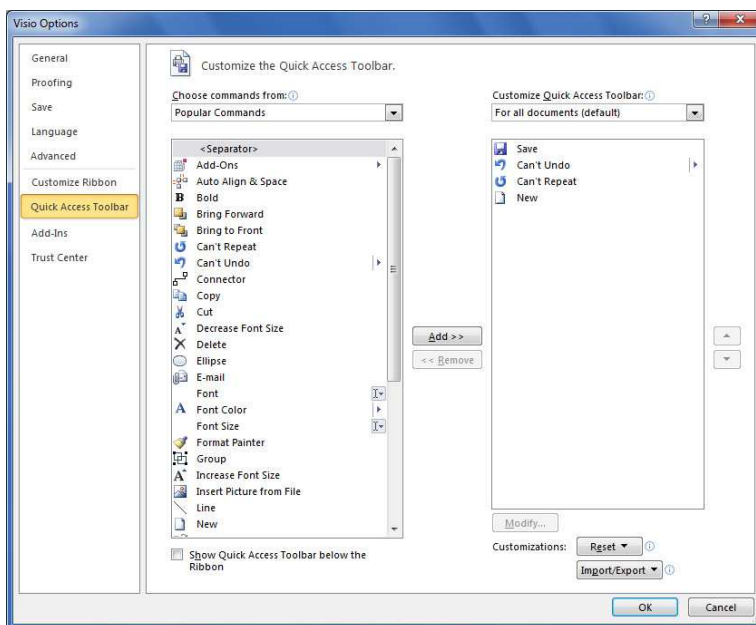 Visio Options
General
Proofing
Save
Language
Advanced
Customize Ribbon
Quick Access Toolbar
Add-Ins
Trust Center
Customize the Quick Access Toolbar.
Choose commands from:
Popular Commands
<Separator>
Add-Ons
Auto Align & Space
B Bold
Bring Forward
Bring to Front
Can't Repeat
Can't Undo
Connector
Copy
Cut
A Decrease Font Size
Delete
Ellipse
E-mail
Font
A Font Color
Font Size
Format Painter
Group
A Increase Font Size
Insert Picture from File
Line
New
Show Quick Access Toolbar below the
Ribbon
Add >>
<< Remove
Customize Quick Access Toolbar:
For all documents (default)
Save
Can't Undo
Can't Repeat
New
Modify...
Customizations: Reset
Import/Export
OK Cancel